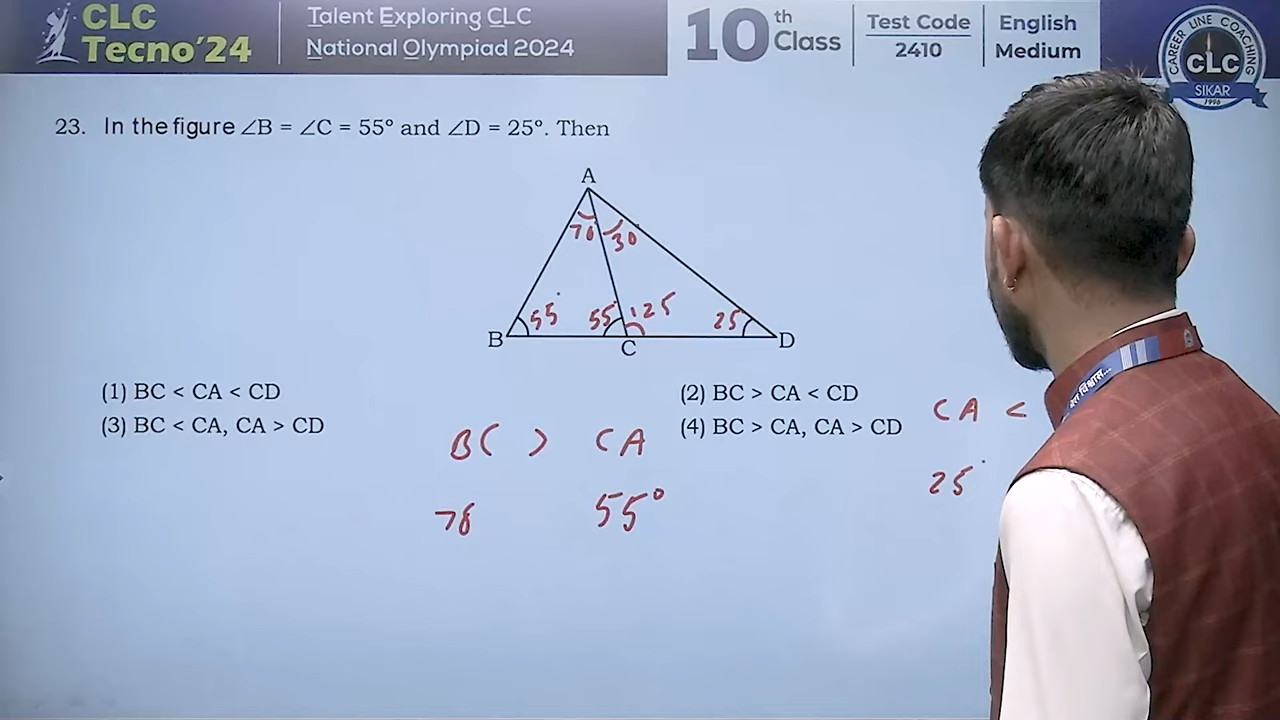 CLC
Tecno'24
Talent Exploring CLC
National Olympiad 2024
10th Class
Test Code
2410
English
Medium
CAREER LINE COACHING
CLC
SIKAR
1996
23. In the figure ∠B = ∠C = 55° and ∠D = 25°. Then
A
70 30
55° 55° 125 25
B C D
(1) BC < CA < CD (2) BC > CA < CD
(3) BC < CA, CA > CD (4) BC > CA, CA > CD
BC > CA
CA <
70 55°
25°